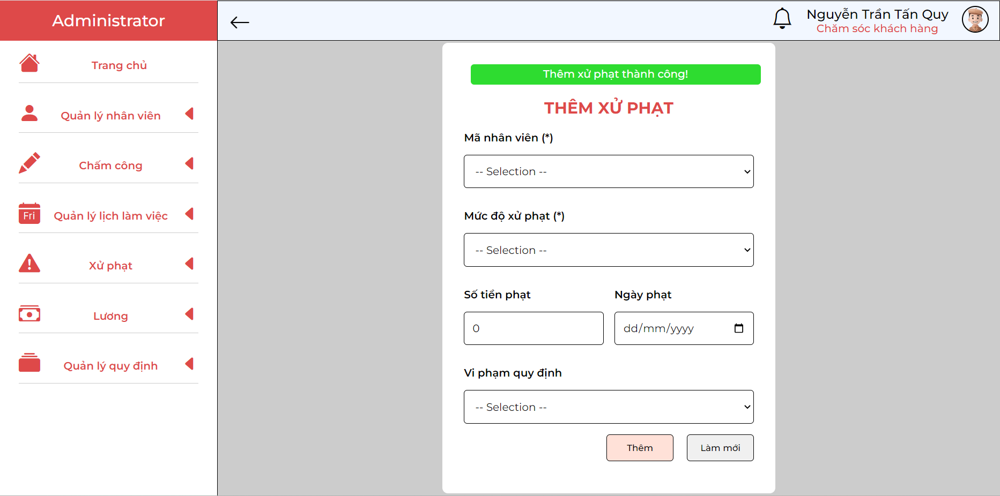 Administrator
Nguyễn Trần Tấn Quy
Chăm sóc khách hàng
Trang chủ
Quản lý nhân viên
Chấm công
Fri
Quản lý lịch làm việc
Xử phạt
Lương
Quản lý quy định
Thêm xử phạt thành công!
THÊM XỬ PHẠT
Mã nhân viên (*)
-- Selection --
Mức độ xử phạt (*)
-- Selection --
Số tiền phạt
Ngày phạt
0
dd/mm/yyyy
Vi phạm quy định
-- Selection --
Thêm
Làm mới